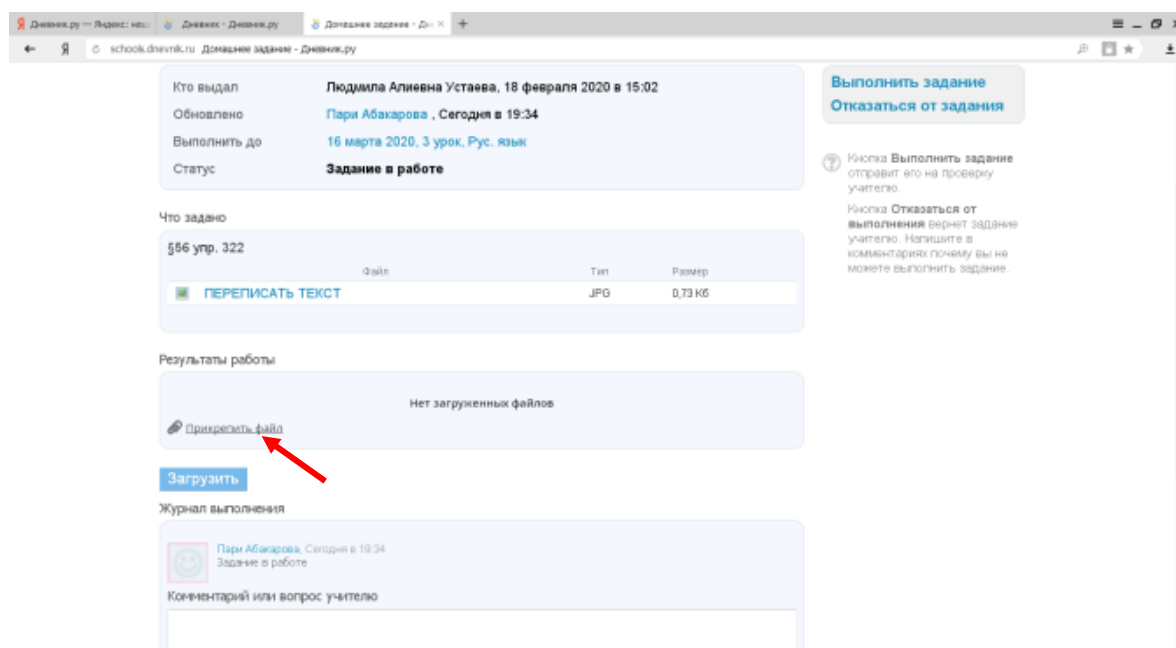 Дневник.ру — Яндекс: наш
Дневник - Дневник.ру
Домашнее задание - Дн
Я schools.dnevnik.ru Домашнее задание - Дневник.ру
Кто выдал Людмила Алиевна Устаева, 18 февраля 2020 в 15:02
Обновлено Пари Абакарова , Сегодня в 19:34
Выполнить до 16 марта 2020, 3 урок, Рус. язык
Статус Задание в работе
Выполнить задание
Отказаться от задания
Кнопка Выполнить задание
отправит его на проверку
учителю.
Кнопка Отказаться от
выполнения вернет задание
учителю. Напишите в
комментариях почему вы не
можете выполнить задание.
Что задано
§56 упр. 322
Файл Тип Размер
ПЕРЕПИСАТЬ ТЕКСТ JPG 0,73 Кб
Результаты работы
Нет загруженных файлов
Прикрепить файл
Загрузить
Журнал выполнения
Пари Абакарова, Сегодня в 19:34
Задание в работе
Комментарий или вопрос учителю